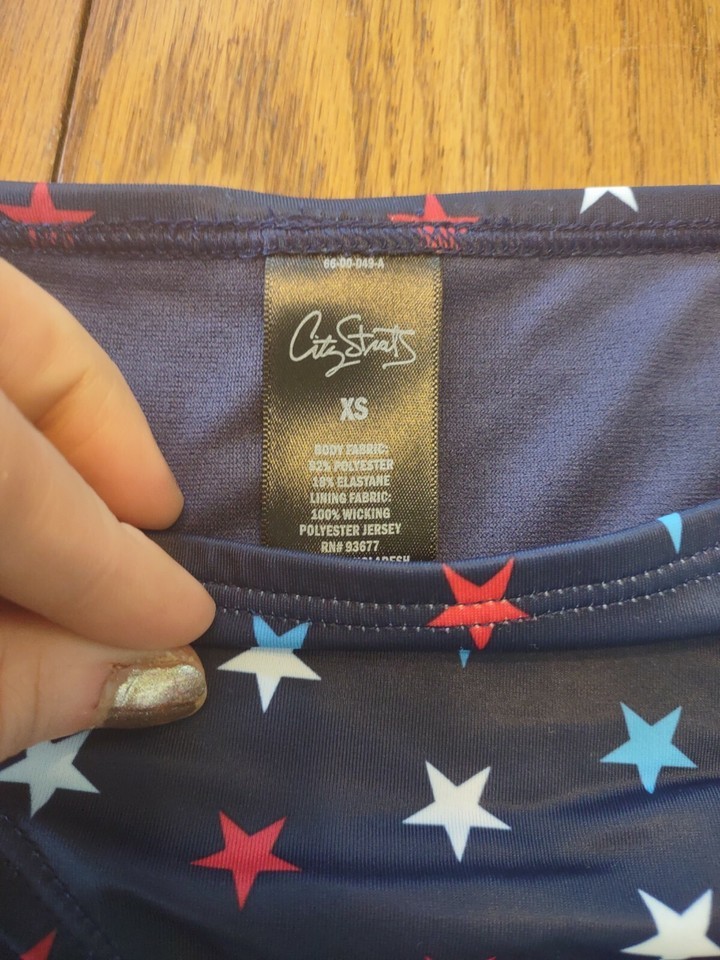 66-00-049-A
City Streets
XS
BODY FABRIC:
82% POLYESTER
18% ELASTANE
LINING FABRIC:
100% WICKING
POLYESTER JERSEY
RN# 93677